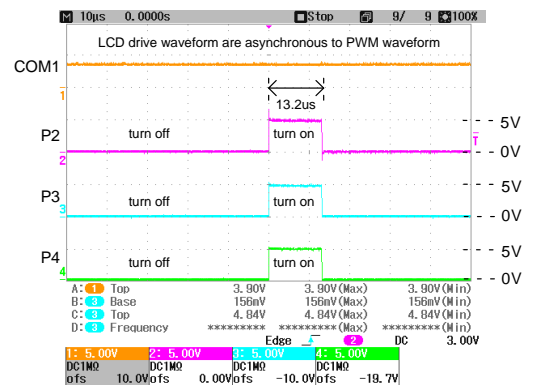 M 10μs 0.0000s Stop 9/ 9 100%
LCD drive waveform are asynchronous to PWM waveform
COM1
1
13.2us
P2 turn off turn on 5V
T
2 0V
P3 turn off turn on 5V
3 0V
P4 turn off turn on 5V
4 0V
A: 1 Top 3.90V 3.90V(Max) 3.90V(Min)
B: 3 Base 156mV 156mV(Max) 156mV(Min)
C: 3 Top 4.84V 4.84V(Max) 4.84V(Min)
D: 3 Frequency ********* *********(Max) *********(Min)
Edge 2 DC 3.00V
1: 5.00V 2: 5.00V 3: 5.00V 4: 5.00V
DC1MΩ DC1MΩ DC1MΩ DC1MΩ
ofs 10.0V ofs 0.00V ofs -10.0V ofs -19.7V